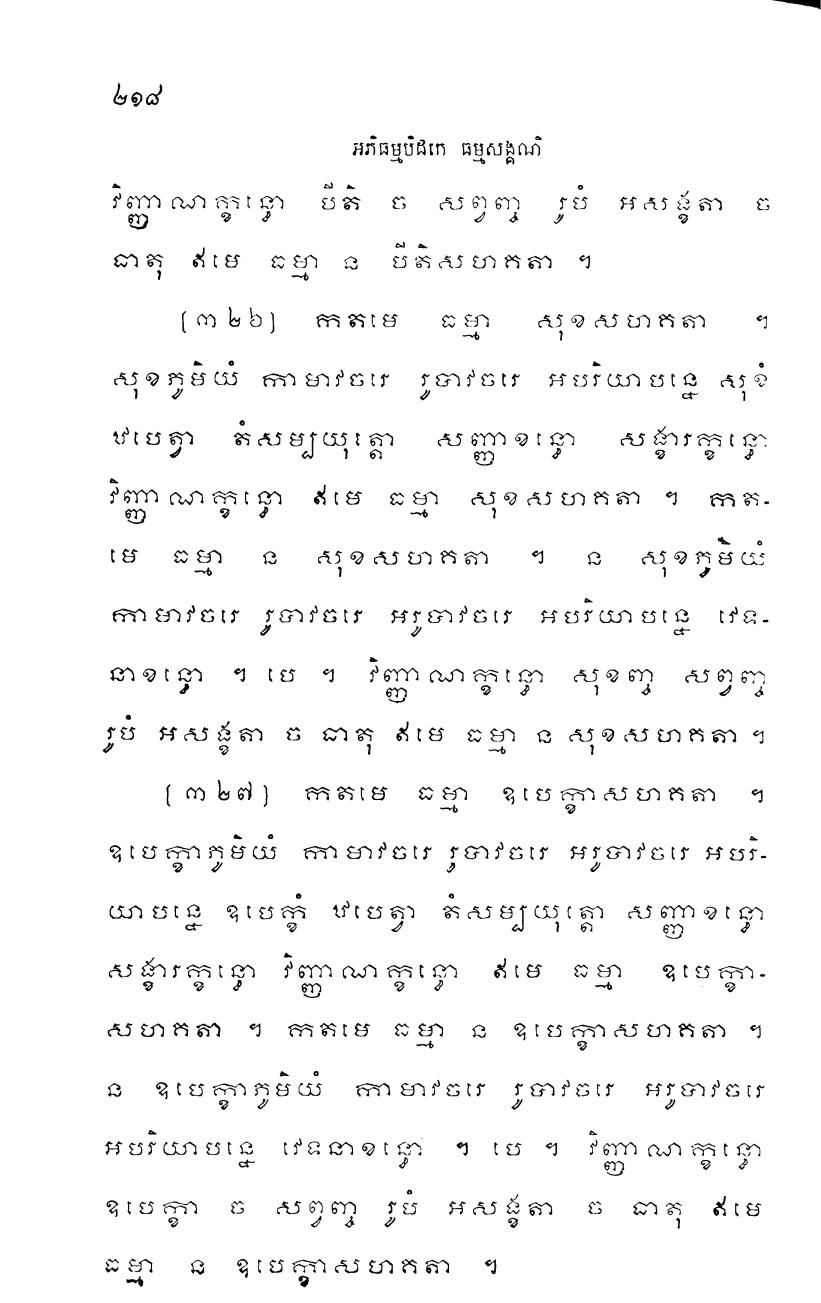 ២១៨
អភិធម្មបិដកេ ធម្មសង្គណិ
វិញ្ញាណក្ខន្ធោ បីតិ ច សព្វញ្ច រូបំ អសង្ខតា ច
ធាតុ ឥមេ ធម្មា ន បីតិសហគតា ។
[៣២៦] កតមេ ធម្មា សុខសហគតា ។
សុខភូមិយំ កាមាវចរេ រូបាវចរេ អបរិយាបន្នេ សុខំ
ឋបេត្វា តំសម្បយុត្តោ សញ្ញាខន្ធោ សង្ខារក្ខន្ធោ
វិញ្ញាណក្ខន្ធោ ឥមេ ធម្មា សុខសហគតា ។ កត-
មេ ធម្មា ន សុខសហគតា ។ ន សុខភូមិយំ
កាមាវចរេ រូបាវចរេ អរូបាវចរេ អបរិយាបន្នេ វេទ-
នាខន្ធោ ។ បេ ។ វិញ្ញាណក្ខន្ធោ សុខញ្ច សព្វញ្ច
រូបំ អសង្ខតា ច ធាតុ ឥមេ ធម្មា ន សុខសហគតា ។
[៣២៧] កតមេ ធម្មា ឧបេក្ខាសហគតា ។
ឧបេក្ខាភូមិយំ កាមាវចរេ រូបាវចរេ អរូបាវចរេ អបរិ-
យាបន្នេ ឧបេក្ខំ ឋបេត្វា តំសម្បយុត្តោ សញ្ញាខន្ធោ
សង្ខារក្ខន្ធោ វិញ្ញាណក្ខន្ធោ ឥមេ ធម្មា ឧបេក្ខា-
សហគតា ។ កតមេ ធម្មា ន ឧបេក្ខាសហគតា ។
ន ឧបេក្ខាភូមិយំ កាមាវចរេ រូបាវចរេ អរូបាវចរេ
អបរិយាបន្នេ វេទនាខន្ធោ ។ បេ ។ វិញ្ញាណក្ខន្ធោ
ឧបេក្ខា ច សព្វញ្ច រូបំ អសង្ខតា ច ធាតុ ឥមេ
ធម្មា ន ឧបេក្ខាសហគតា ។